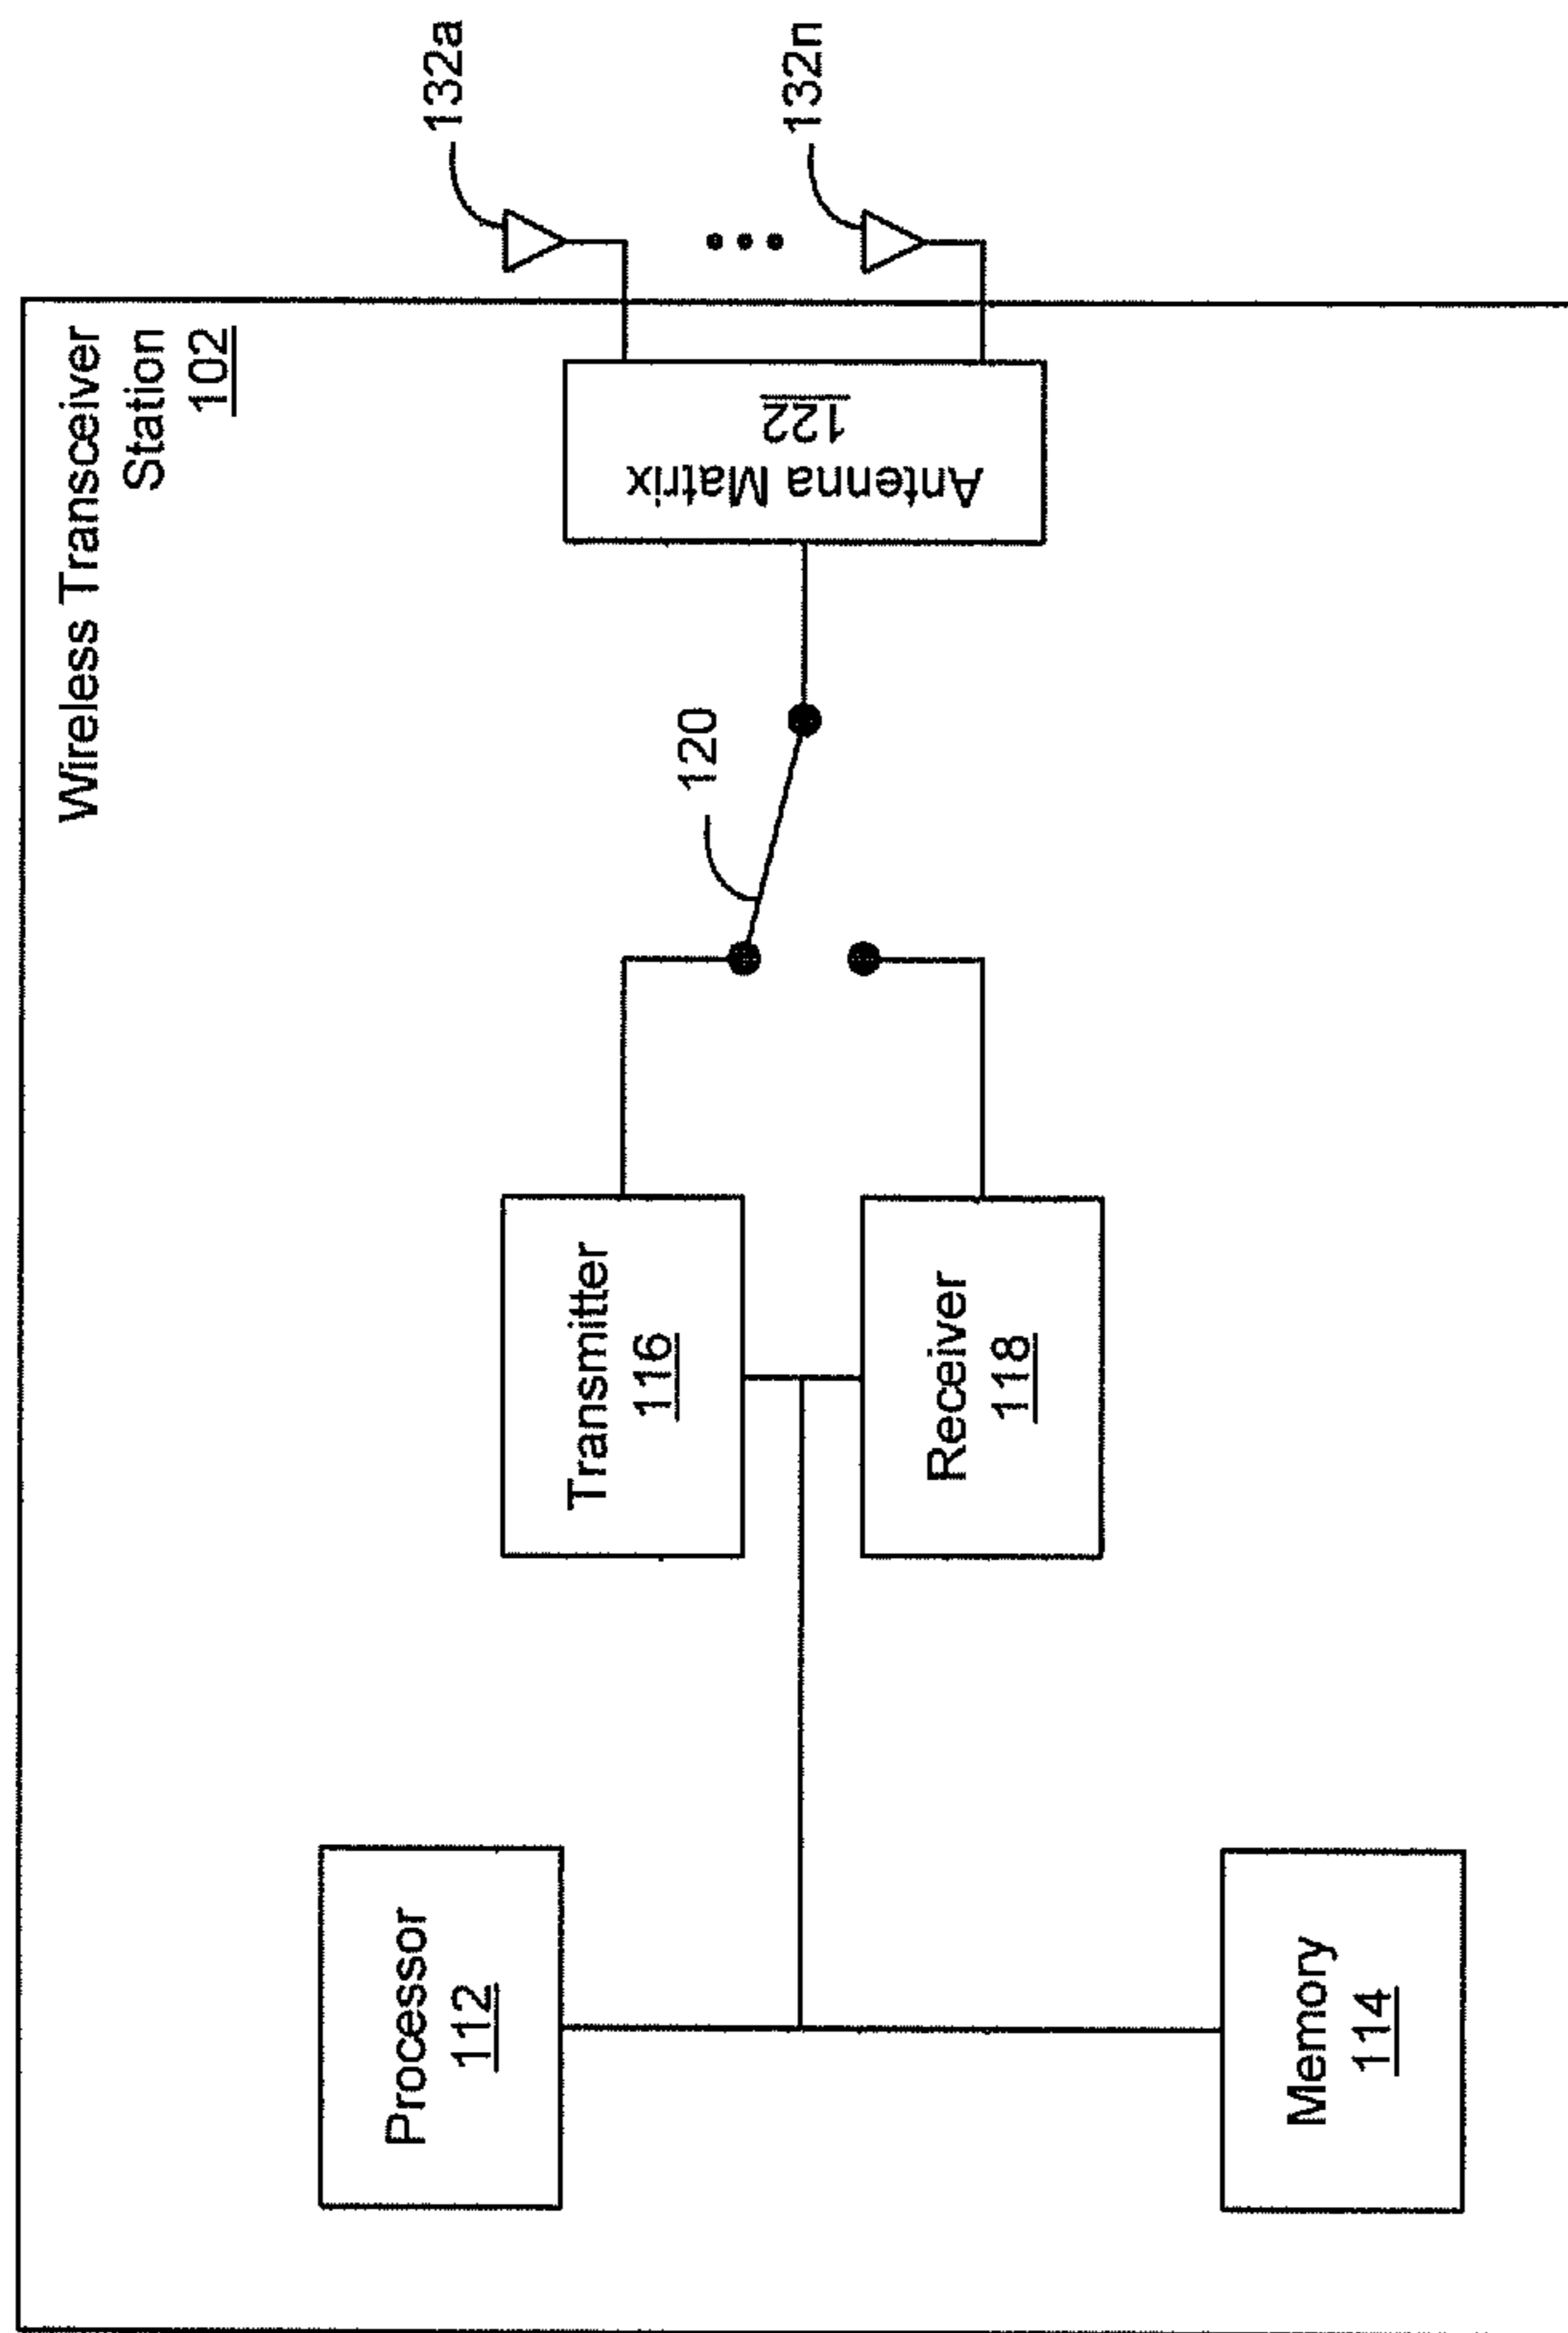 Wireless Transceiver
Station
102
132a
132n
Antenna Matrix
122
120
Transmitter
116
Receiver
118
Processor
112
Memory
114